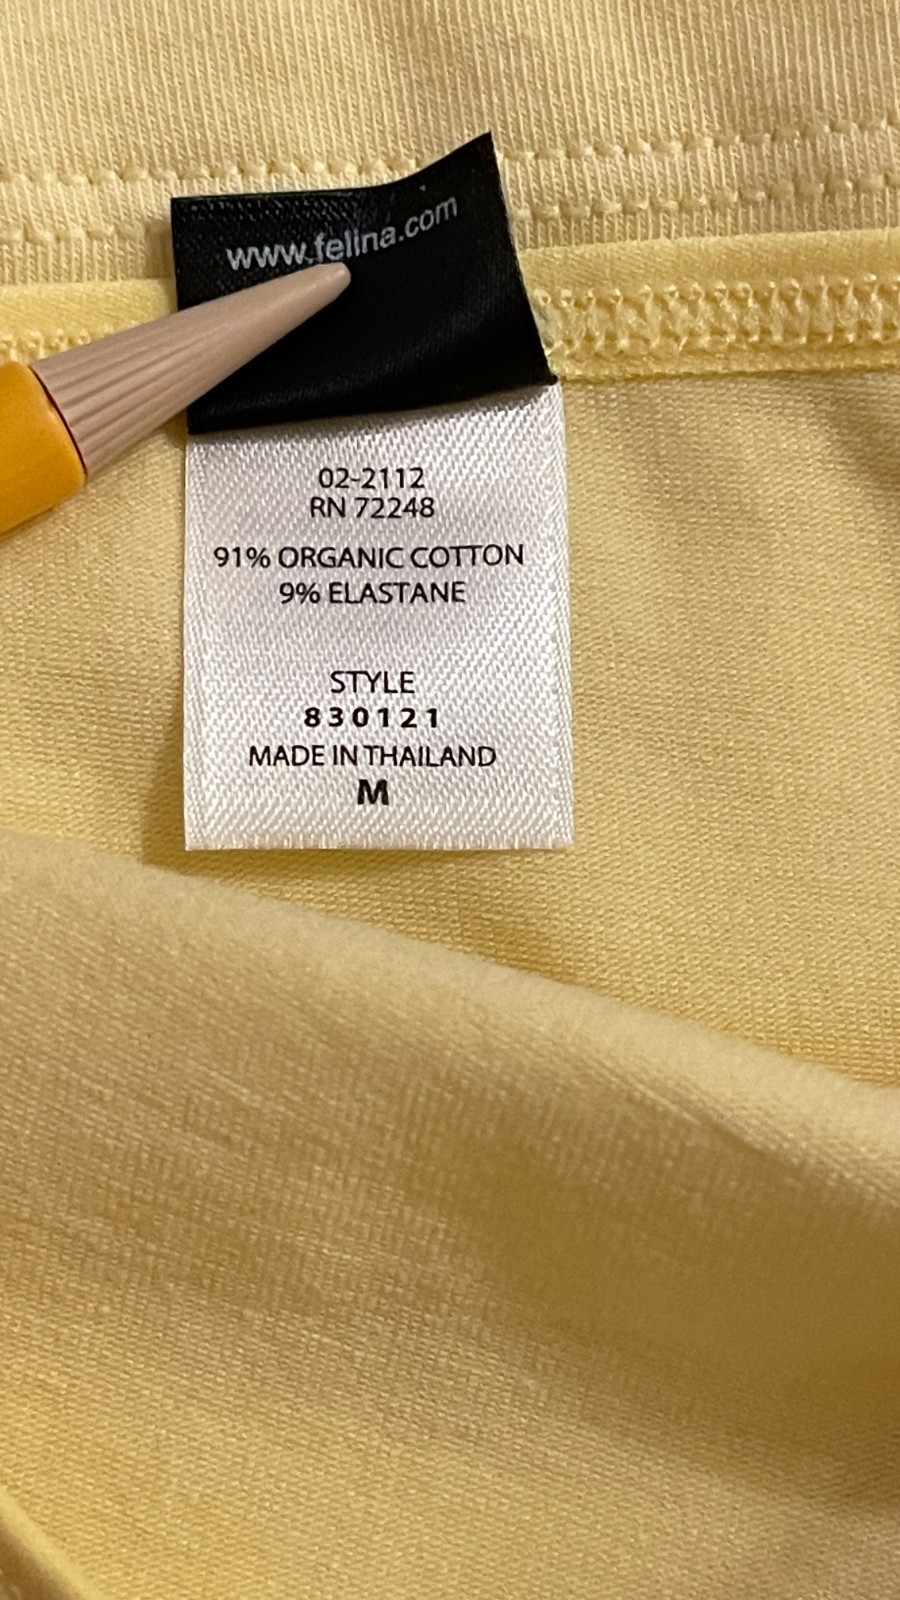 www.felina.com
02-2112
RN 72248
91% ORGANIC COTTON
9% ELASTANE
STYLE
830121
MADE IN THAILAND
M